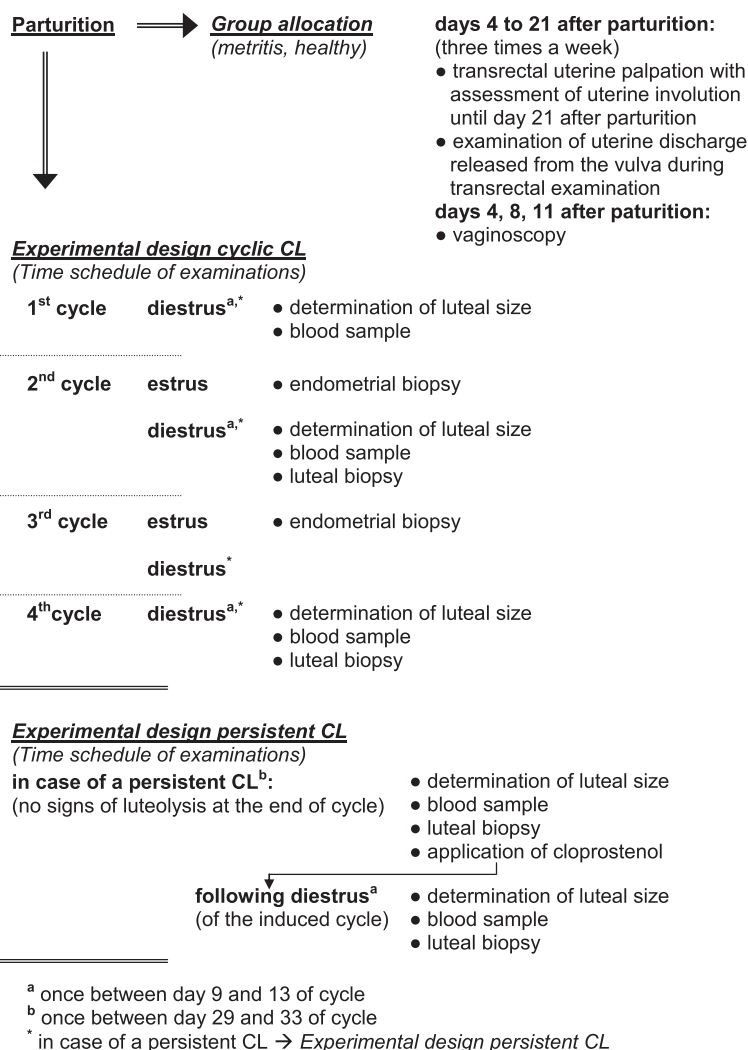 Parturition
Group allocation
(metritis, healthy)
days 4 to 21 after parturition:
(three times a week)
● transrectal uterine palpation with
assessment of uterine involution
until day 21 after parturition
● examination of uterine discharge
released from the vulva during
transrectal examination
days 4, 8, 11 after paturition:
● vaginoscopy
Experimental design cyclic CL
(Time schedule of examinations)
1st cycle diestrusa,* ● determination of luteal size
● blood sample
2nd cycle estrus ● endometrial biopsy
diestrusa,* ● determination of luteal size
● blood sample
● luteal biopsy
3rd cycle estrus ● endometrial biopsy
diestrus*
4thcycle diestrusa,* ● determination of luteal size
● blood sample
● luteal biopsy
Experimental design persistent CL
(Time schedule of examinations)
in case of a persistent CLb:
(no signs of luteolysis at the end of cycle)
● determination of luteal size
● blood sample
● luteal biopsy
● application of cloprostenol
following diestrusa ● determination of luteal size
(of the induced cycle) ● blood sample
● luteal biopsy
a once between day 9 and 13 of cycle
b once between day 29 and 33 of cycle
* in case of a persistent CL → Experimental design persistent CL